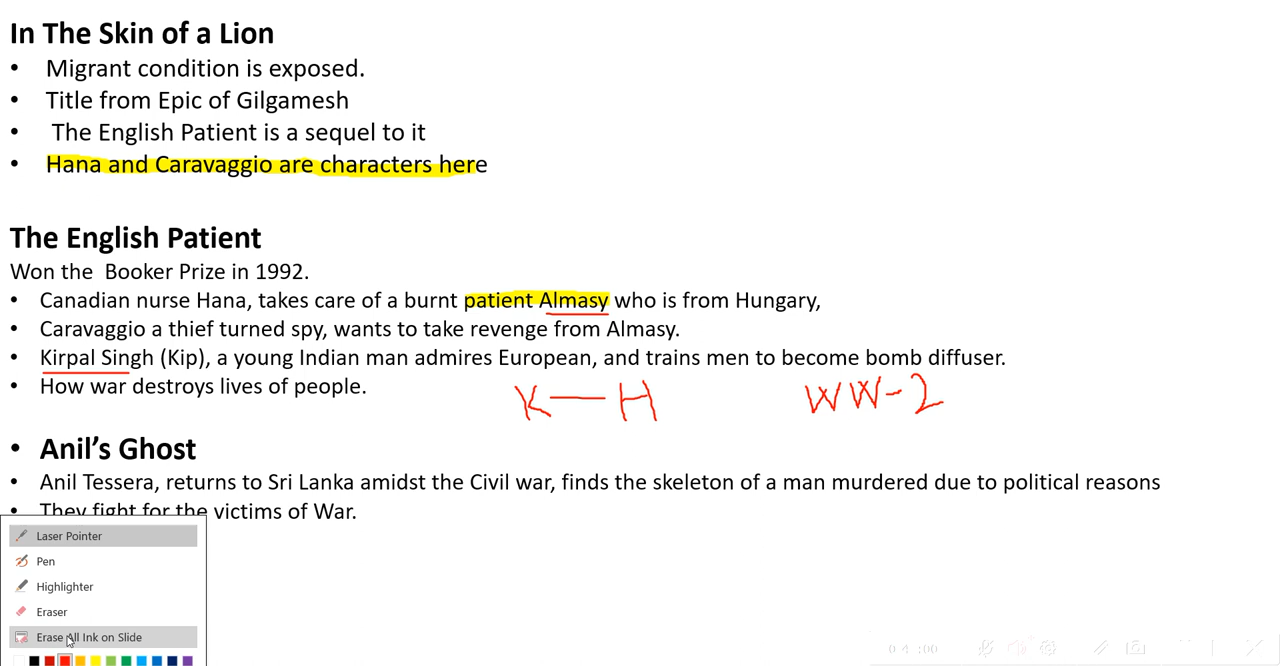 In The Skin of a Lion
• Migrant condition is exposed.
• Title from Epic of Gilgamesh
• The English Patient is a sequel to it
• Hana and Caravaggio are characters here
The English Patient
Won the Booker Prize in 1992.
• Canadian nurse Hana, takes care of a burnt patient Almasy who is from Hungary,
• Caravaggio a thief turned spy, wants to take revenge from Almasy.
• Kirpal Singh (Kip), a young Indian man admires European, and trains men to become bomb diffuser.
• How war destroys lives of people.
K — H WW-2
• Anil’s Ghost
• Anil Tessera, returns to Sri Lanka amidst the Civil war, finds the skeleton of a man murdered due to political reasons
• They fight for the victims of War.
Laser Pointer
Pen
Highlighter
Eraser
Erase All Ink on Slide